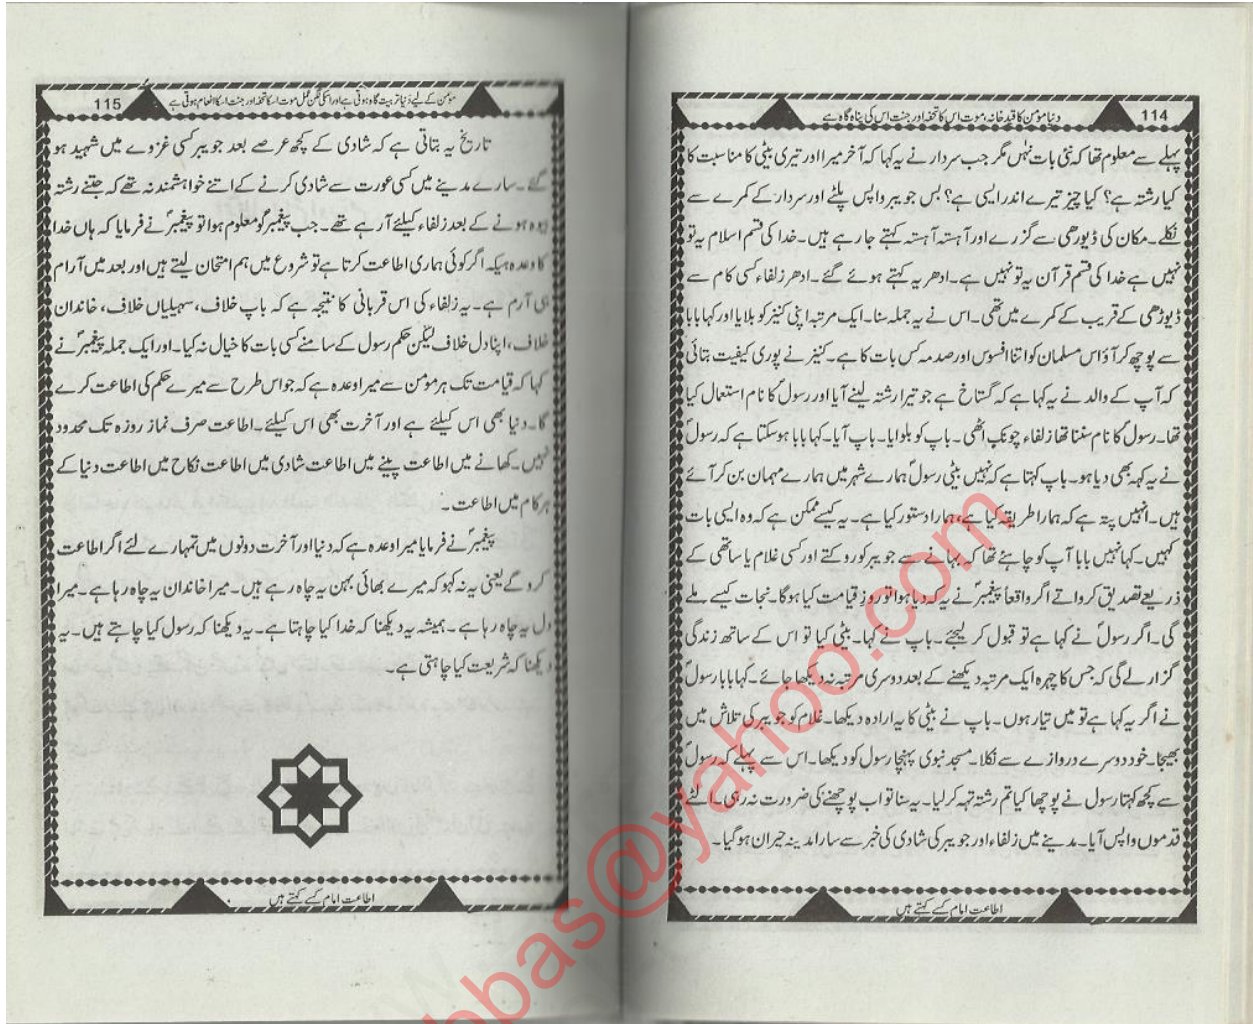 دنیا مومن کا قید خانہ، موت اس کا تحفہ اور جنت اس کی پناہ گاہ ہے
114
پہلے سے معلوم تھا کہ نئی بات نہیں مگر جب سردار نے یہ کہا کہ آخر میرا اور تیری بیٹی کا مناسبت کا
کیا رشتہ ہے؟ کیا چیز تیرے اندر ایسی ہے؟ بس جویبر واپس پلٹے اور سردار کے کمرے سے
نکلے۔ مکان کی ڈیوڑھی سے گزرے اور آہستہ آہستہ کہتے جا رہے ہیں۔ خدا کی قسم اسلام یہ تو
نہیں ہے خدا کی قسم قرآن یہ تو نہیں ہے۔ ادھر یہ کہتے ہوئے گئے۔ ادھر زلفاء کسی کام سے
ڈیوڑھی کے قریب کے کمرے میں تھی۔ اس نے یہ جملہ سنا۔ ایک مرتبہ اپنی کنیز کو بلایا اور کہا بابا
سے پوچھ کر آؤ اس مسلمان کو اتنا افسوس اور صدمہ کس بات کا ہے۔ کنیز نے پوری کیفیت بتائی
کہ آپ کے والد نے یہ کہا ہے کہ گستاخ ہے جو تیرا رشتہ لینے آیا اور رسولؐ کا نام استعمال کیا
تھا۔ رسولؐ کا نام سننا تھا زلفاء چونک اٹھی۔ باپ کو بلوایا۔ باپ آیا۔ کہا بابا ہو سکتا ہے کہ رسولؐ
نے یہ کہہ بھی دیا ہو۔ باپ کہتا ہے کہ نہیں بیٹی رسولؐ ہمارے شہر میں ہمارے مہمان بن کر آئے
ہیں۔ انہیں پتہ ہے کہ ہمارا طریقہ کیا ہے، ہمارا دستور کیا ہے۔ یہ کیسے ممکن ہے کہ وہ ایسی بات
کہیں۔ کہا نہیں بابا آپ کو چاہئے تھا کہ بہانے سے جویبر کو روکتے اور کسی غلام یا ساتھی کے
ذریعے تصدیق کرواتے اگر واقعاً پیغمبرؐ نے یہ کہہ دیا ہوا تو روز قیامت کیا ہوگا۔ نجات کیسے ملے
گی۔ اگر رسولؐ نے کہا ہے تو قبول کر لیجئے۔ باپ نے کہا۔ بیٹی کیا تو اس کے ساتھ زندگی
گزار لے گی کہ جس کا چہرہ ایک مرتبہ دیکھنے کے بعد دوسری مرتبہ نہ دیکھا جائے۔ کہا بابا رسولؐ
نے اگر یہ کہا ہے تو میں تیار ہوں۔ باپ نے بیٹی کا یہ ارادہ دیکھا۔ غلام کو جویبر کی تلاش میں
بھیجا۔ خود دوسرے دروازے سے نکلا۔ مسجد نبوی پہنچا رسول کو دیکھا۔ اس سے پہلے کہ رسولؐ
سے کچھ کہتا رسول نے پوچھا کیا تم رشتہ تہہ کر لیا۔ یہ سنا تو اب پوچھنے کی ضرورت نہ رہی۔ الٹے
قدموں واپس آیا۔ مدینے میں زلفاء اور جویبر کی شادی کی خبر سے سارا مدینہ حیران ہوگیا۔
اطاعت امام کسے کہتے ہیں
115
مومن کے لیے دنیا تربیت گاہ ہوتی ہے اور اسکی لگن عمل موت اسکا تحفہ اور جنت اسکا انعام ہوتی ہے
تاریخ یہ بتاتی ہے کہ شادی کے کچھ عرصے بعد جویبر کسی غزوے میں شہید ہو
گئے۔ سارے مدینے میں کسی عورت سے شادی کرنے کے اتنے خواہشمند نہ تھے کہ جتنے رشتہ
بیوہ ہونے کے بعد زلفاء کیلئے آ رہے تھے۔ جب پیغمبرؐ کو معلوم ہوا تو پیغمبرؐ نے فرمایا کہ ہاں خدا
کا وعدہ ہیکہ اگر کوئی ہماری اطاعت کرتا ہے تو شروع میں ہم امتحان لیتے ہیں اور بعد میں آرام
ہی آرم ہے۔ یہ زلفاء کی اس قربانی کا نتیجہ ہے کہ باپ خلاف، سہیلیاں خلاف، خاندان
خلاف، اپنا دل خلاف لیکن حکم رسول کے سامنے کسی بات کا خیال نہ کیا۔ اور ایک جملہ پیغمبرؐ نے
کہا کہ قیامت تک ہر مومن سے میرا وعدہ ہے کہ جو اس طرح سے میرے حکم کی اطاعت کرے
گا۔ دنیا بھی اس کیلئے ہے اور آخرت بھی اس کیلئے۔ اطاعت صرف نماز روزہ تک محدود
نہیں۔ کھانے میں اطاعت پینے میں اطاعت شادی میں اطاعت نکاح میں اطاعت دنیا کے
ہر کام میں اطاعت۔
پیغمبرؐ نے فرمایا میرا وعدہ ہے کہ دنیا اور آخرت دونوں میں تمہارے لئے اگر اطاعت
کرو گے یعنی یہ نہ کہو کہ میرے بھائی بہن یہ چاہ رہے ہیں۔ میرا خاندان یہ چاہ رہا ہے۔ میرا
دل یہ چاہ رہا ہے۔ ہمیشہ یہ دیکھنا کہ خدا کیا چاہتا ہے۔ یہ دیکھنا کہ رسول کیا چاہتے ہیں۔ یہ
دیکھنا کہ شریعت کیا چاہتی ہے۔
اطاعت امام کسے کہتے ہیں
bbas@yahoo.com